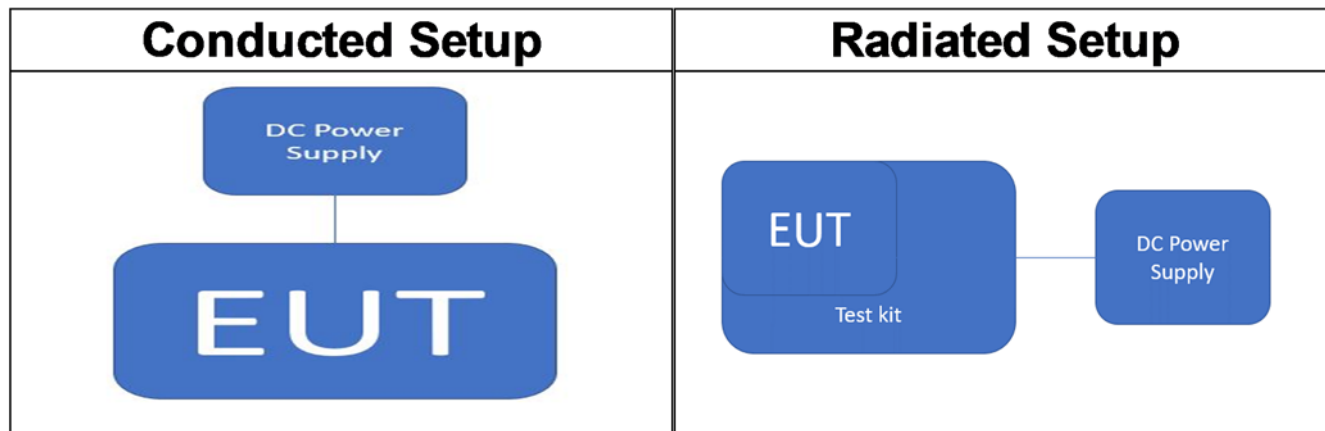 Conducted Setup
Radiated Setup
DC Power
Supply
EUT
EUT
Test kit
DC Power
Supply